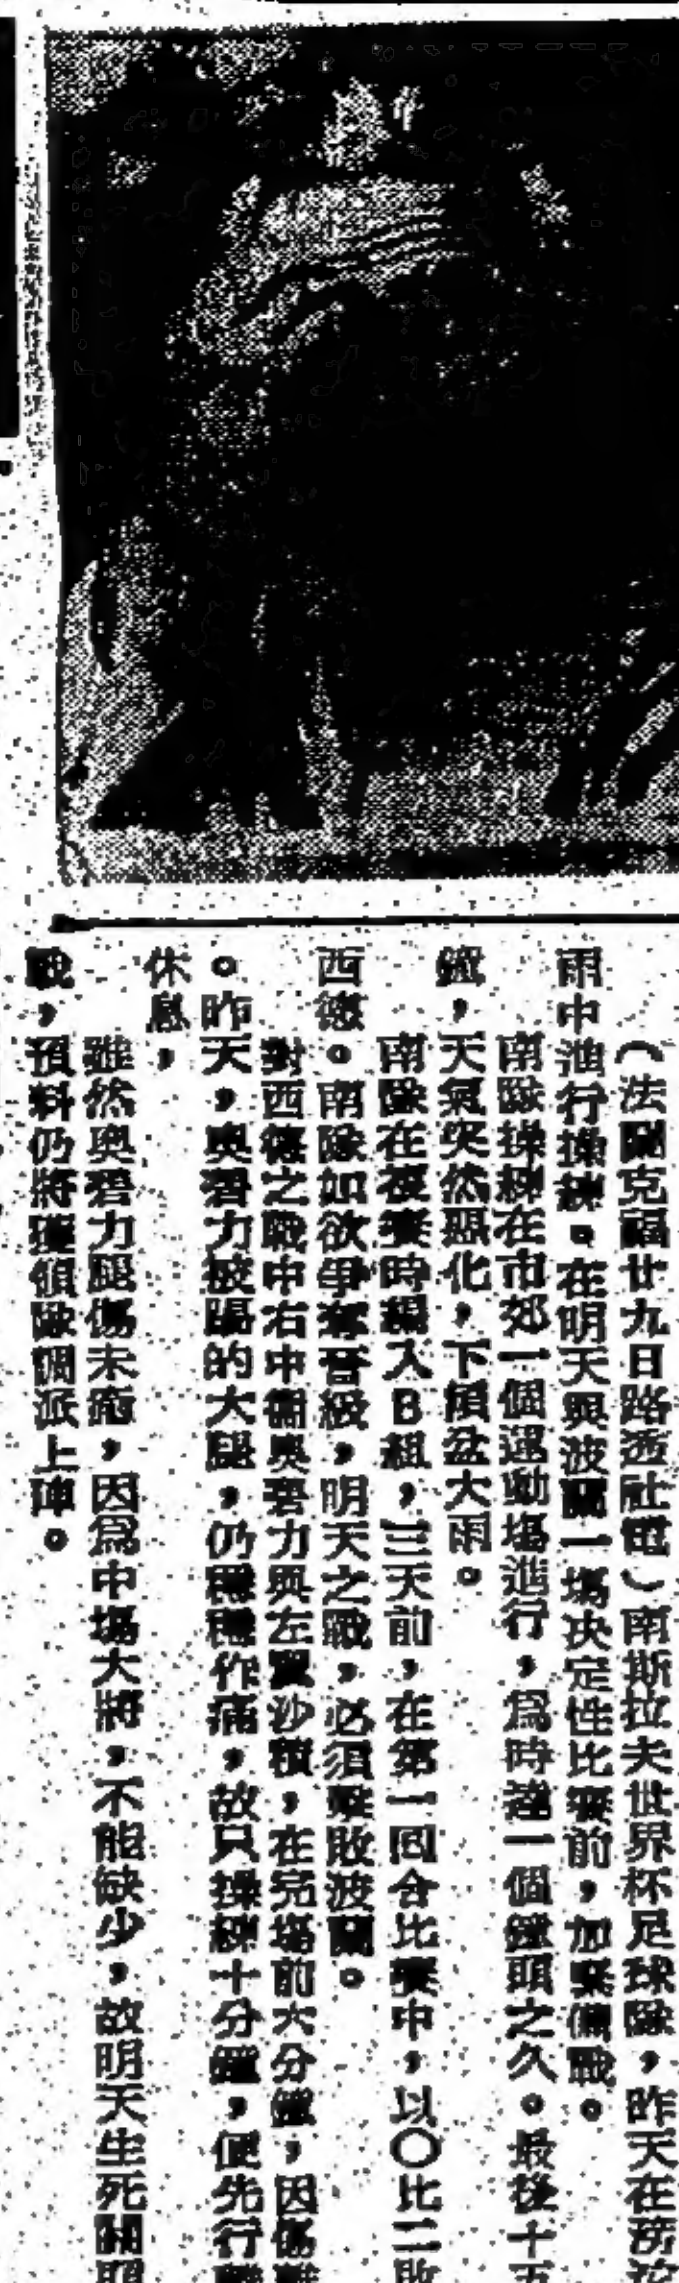 (法蘭克福廿九日路透社電)南斯拉夫世界杯足球隊,昨天在滂沱
雨中進行操練。在明天與波蘭一塲決定性比賽前,加緊備戰。
南隊操練在市郊一個運動塲進行,爲時達一個鐘頭之久。最後十五
鐘,天氣突然惡化,下傾盆大雨。
南隊在複賽時編入B組,三天前,在第一回合比賽中,以〇比二敗
西德。南隊如欲爭奪晉級,明天之戰,必須擊敗波蘭。
對西德之戰中右中衞奧碧力與左翼沙積,在完塲前六分鐘,因傷離
。昨天,奧碧力被踢的大腿,仍隱隱作痛,故只操練十分鐘,便先行離
休息,
雖然奧碧力腿傷未癒,因爲中塲大將,不能缺少,故明天生死關頭
戰,預料仍將獲領隊調派上陣。